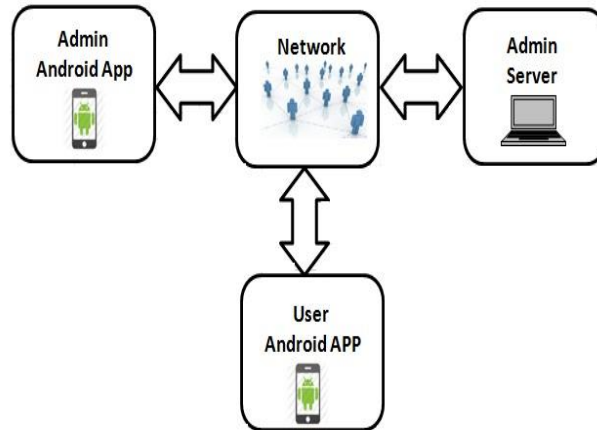 Admin
Android App
Network
Admin
Server
User
Android APP